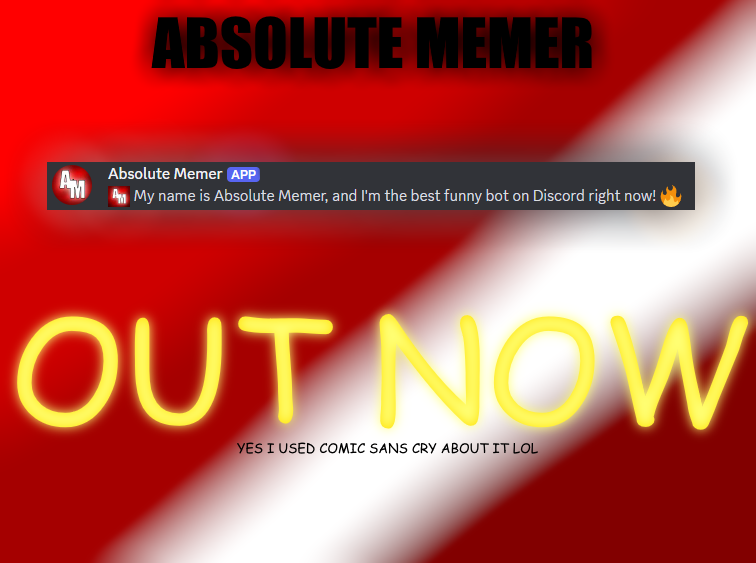 ABSOLUTE MEMER
AM
Absolute Memer APP
AM My name is Absolute Memer, and I'm the best funny bot on Discord right now! 🔥
OUT NOW
YES I USED COMIC SANS CRY ABOUT IT LOL